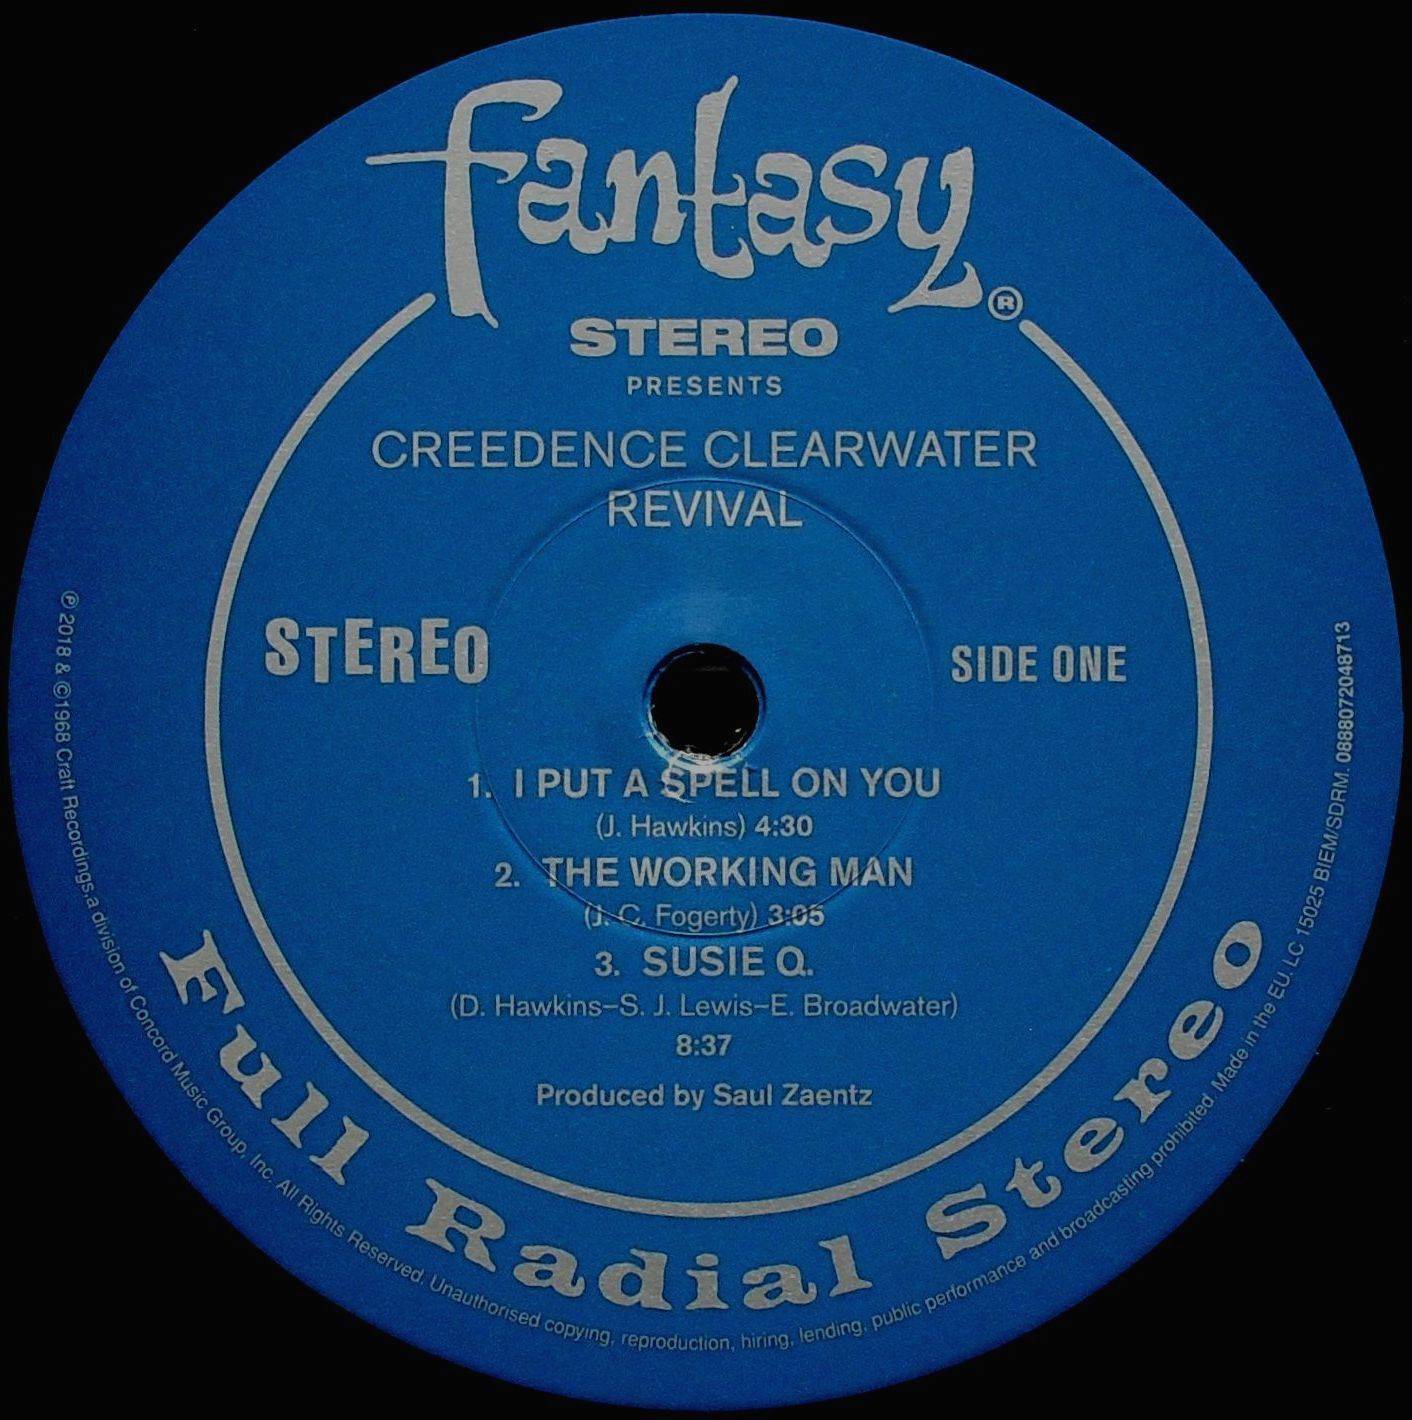 Fantasy®
STEREO
PRESENTS
CREEDENCE CLEARWATER
REVIVAL
STEREO
SIDE ONE
1. I PUT A SPELL ON YOU
(J. Hawkins) 4:30
2. THE WORKING MAN
(J. C. Fogerty) 3:05
3. SUSIE Q.
(D. Hawkins–S. J. Lewis–E. Broadwater)
8:37
Produced by Saul Zaentz
Full Radial Stereo
℗ 2018 & ©1968 Craft Recordings,a division of Concord Music Group, Inc. All Rights Reserved. Unauthorised copying, reproduction, hiring, lending, public performance and broadcasting prohibited. Made in the EU. LC 15025 BIEM/SDRM. 0888072048713